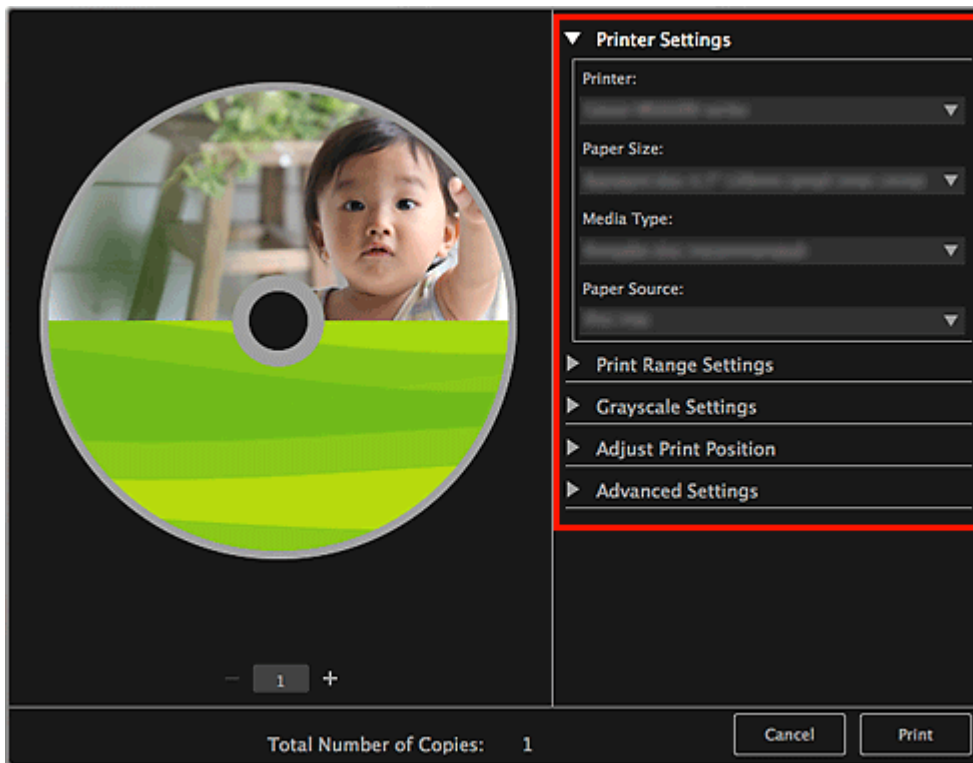 Printer Settings
Printer:
Paper Size:
Media Type:
Paper Source:
Print Range Settings
Grayscale Settings
Adjust Print Position
Advanced Settings
1
Total Number of Copies: 1
Cancel
Print